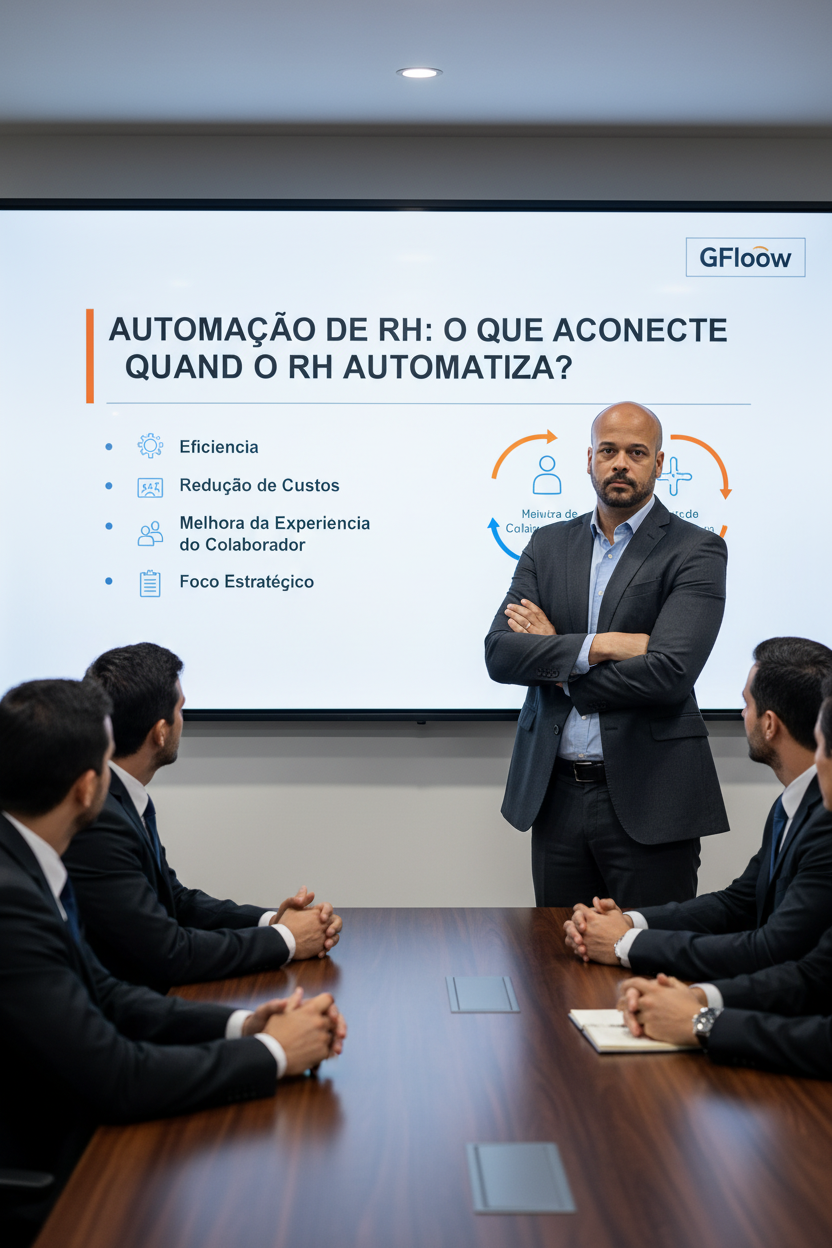 GFloow
AUTOMAÇÃO DE RH: O QUE ACONECTE
QUAND O RH AUTOMATIZA?
Eficiencia
Redução de Custos
Melhora da Experiencia
do Colaborador
Foco Estratégico